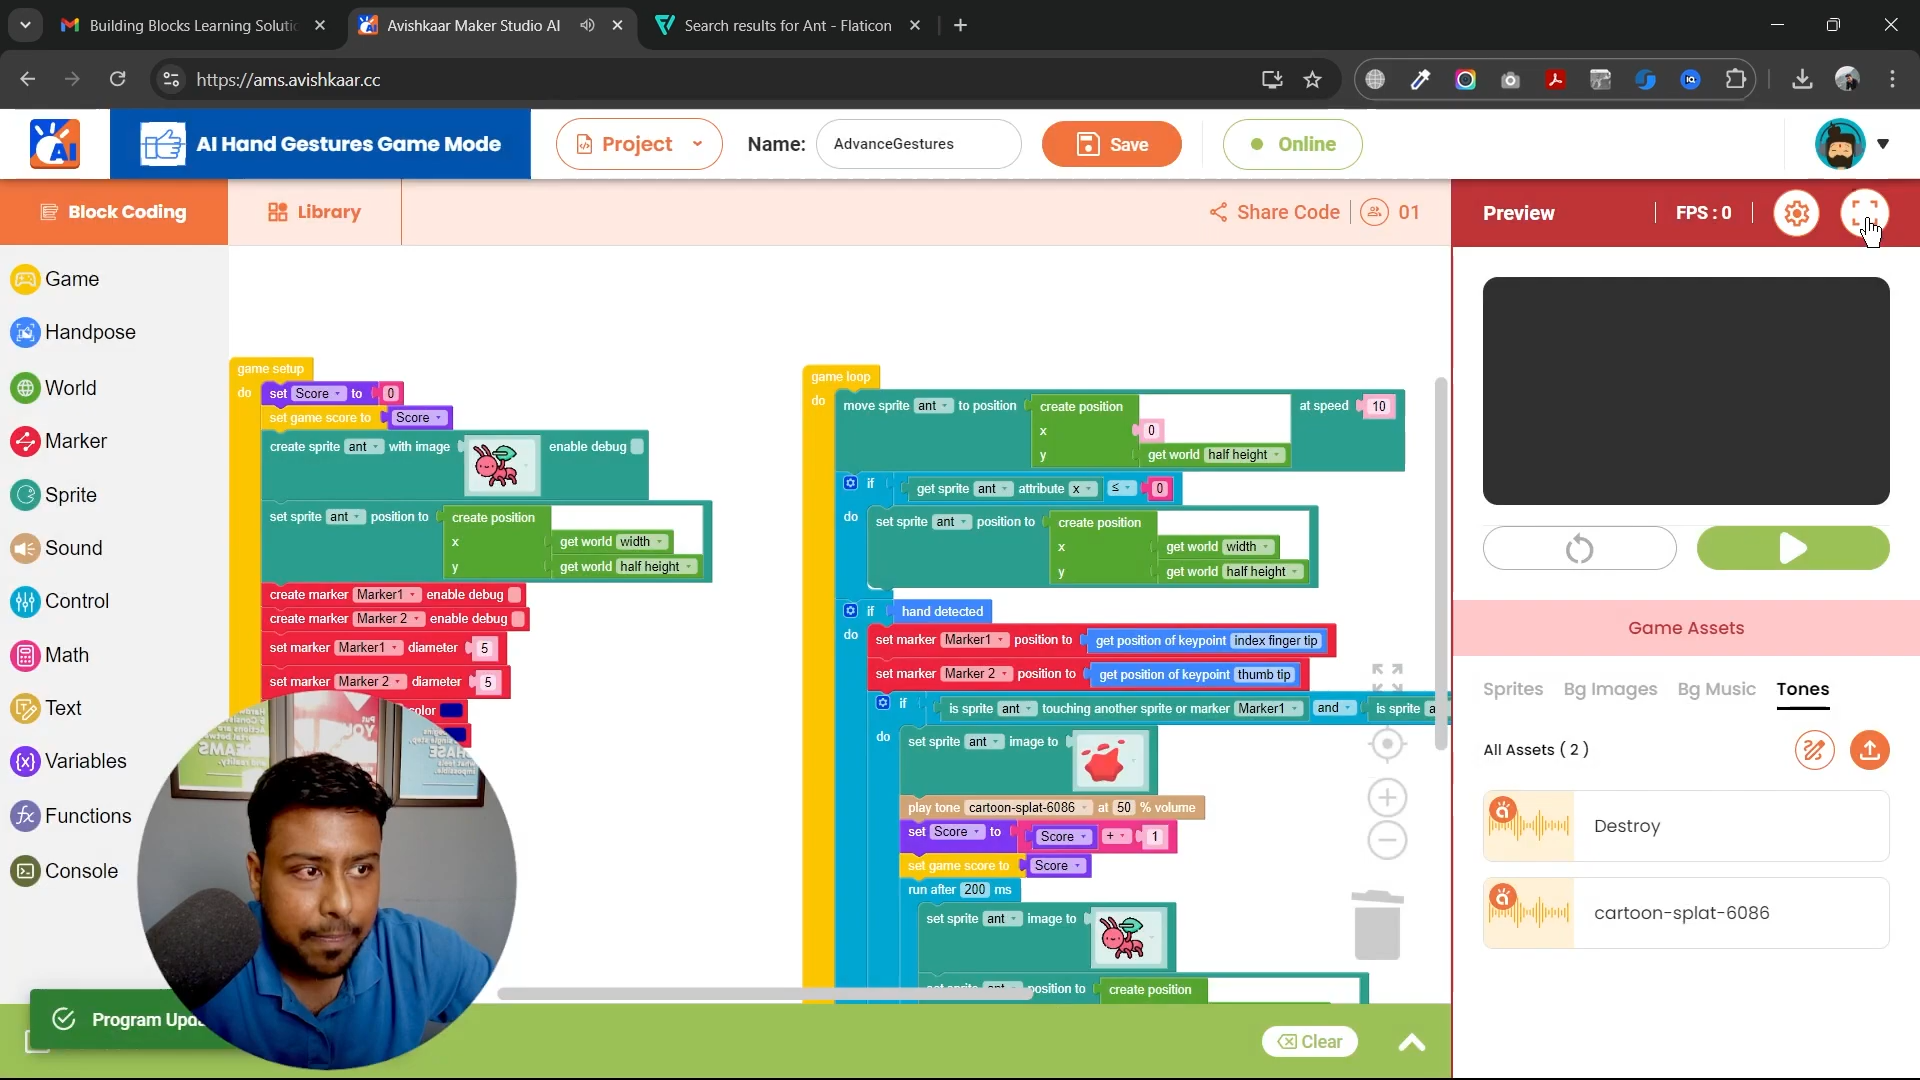 Building Blocks Learning Solutio
Avishkaar Maker Studio AI
Search results for Ant - Flaticon
https://ams.avishkaar.cc
AI
AI Hand Gestures Game Mode
Project
Name:
AdvanceGestures
Save
Online
Block Coding
Library
Share Code
01
Preview
FPS : 0
Game
Handpose
World
Marker
Sprite
Sound
Control
Math
Text
Variables
Functions
Console
game setup
do
set Score to 0
set game score to Score
create sprite ant with image enable debug
set sprite ant position to create position
x get world width
y get world half height
create marker Marker1 enable debug
create marker Marker 2 enable debug
set marker Marker1 diameter 5
set marker Marker 2 diameter 5
color
game loop
do
move sprite ant to position create position at speed 10
x 0
y get world half height
if get sprite ant attribute x ≤ 0
do set sprite ant position to create position
x get world width
y get world half height
if hand detected
do set marker Marker1 position to get position of keypoint index finger tip
set marker Marker 2 position to get position of keypoint thumb tip
if is sprite ant touching another sprite or marker Marker1 and is sprite a
do set sprite ant image to
play tone cartoon-splat-6086 at 50 % volume
set Score to Score + 1
set game score to Score
run after 200 ms
set sprite ant image to
set sprite ant position to create position
Game Assets
Sprites
Bg Images
Bg Music
Tones
All Assets ( 2 )
Destroy
cartoon-splat-6086
Program Upda
Clear